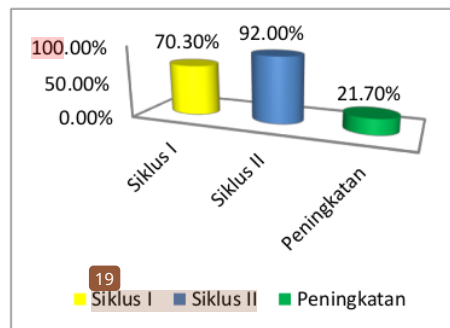 100.00%
50.00%
0.00%
70.30%
92.00%
21.70%
Siklus I
Siklus II
Peningkatan
19
Siklus I
Siklus II
Peningkatan